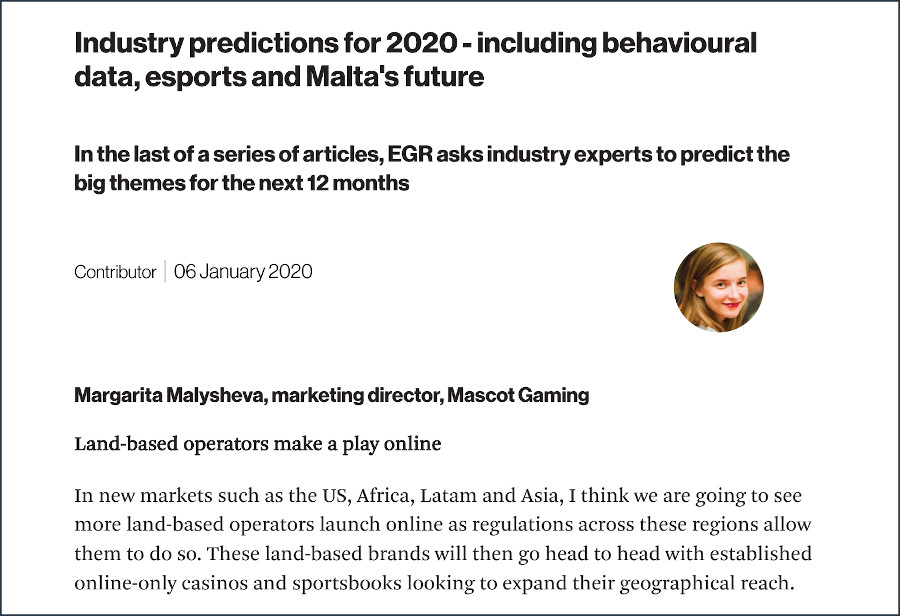 Industry predictions for 2020 - including behavioural
data, esports and Malta's future
In the last of a series of articles, EGR asks industry experts to predict the
big themes for the next 12 months
Contributor | 06 January 2020
Margarita Malysheva, marketing director, Mascot Gaming
Land-based operators make a play online
In new markets such as the US, Africa, Latam and Asia, I think we are going to see
more land-based operators launch online as regulations across these regions allow
them to do so. These land-based brands will then go head to head with established
online-only casinos and sportsbooks looking to expand their geographical reach.